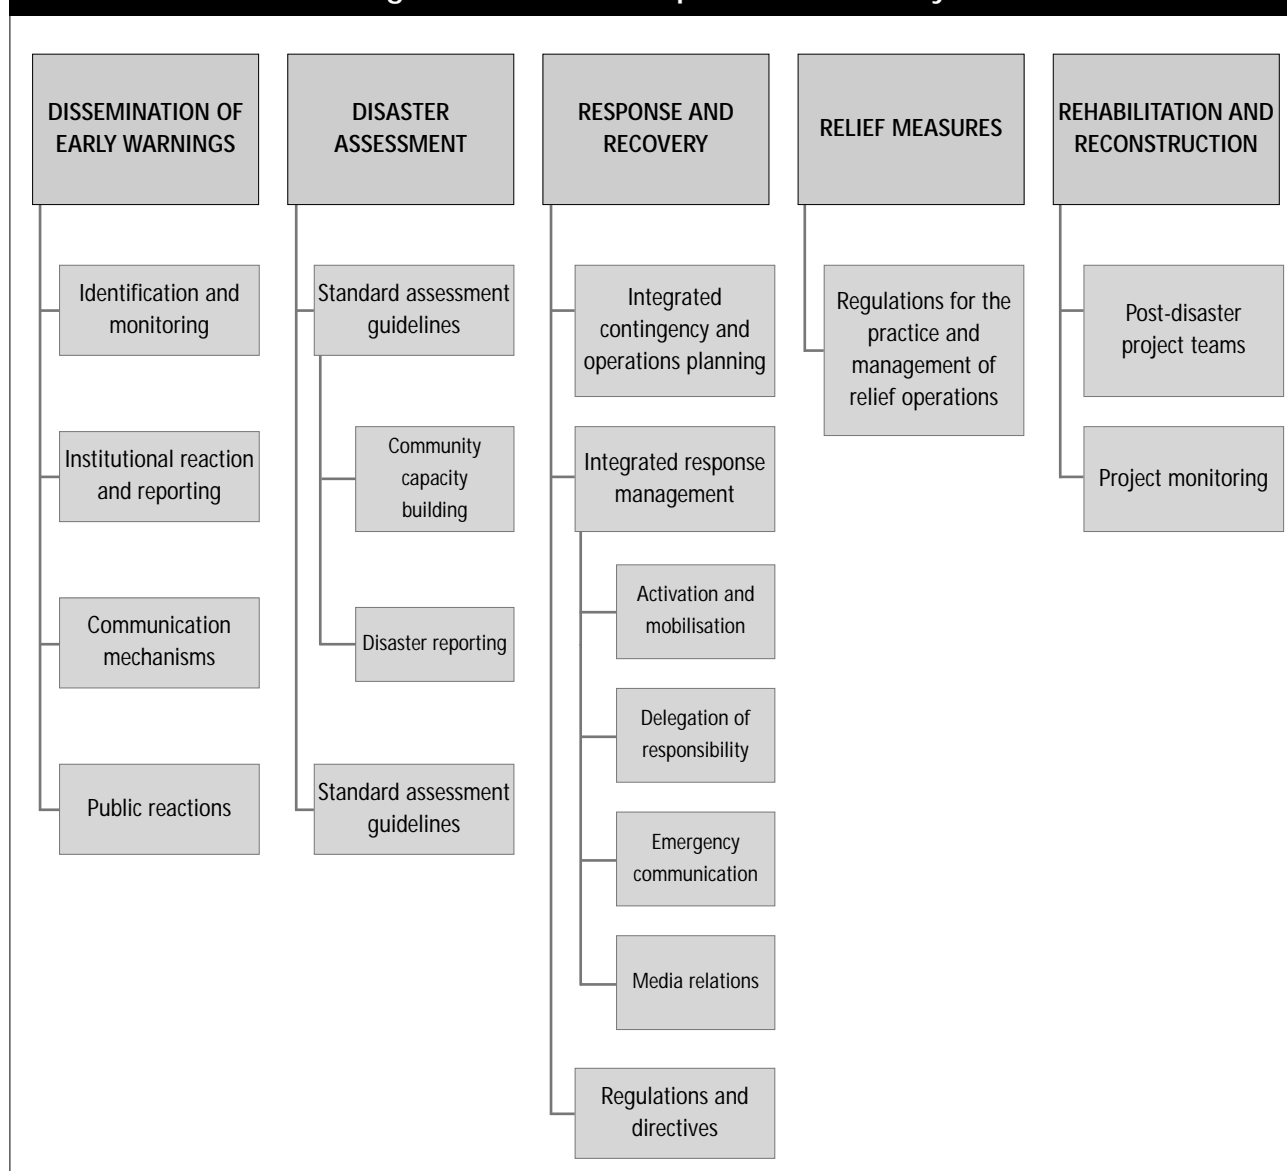 DISSEMINATION OF
EARLY WARNINGS
Identification and
monitoring
Institutional reaction
and reporting
Communication
mechanisms
Public reactions
DISASTER
ASSESSMENT
Standard assessment
guidelines
Community
capacity
building
Disaster reporting
Standard assessment
guidelines
RESPONSE AND
RECOVERY
Integrated
contingency and
operations planning
Integrated response
management
Activation and
mobilisation
Delegation of
responsibility
Emergency
communication
Media relations
Regulations and
directives
RELIEF MEASURES
Regulations for the
practice and
management of
relief operations
REHABILITATION AND
RECONSTRUCTION
Post-disaster
project teams
Project monitoring